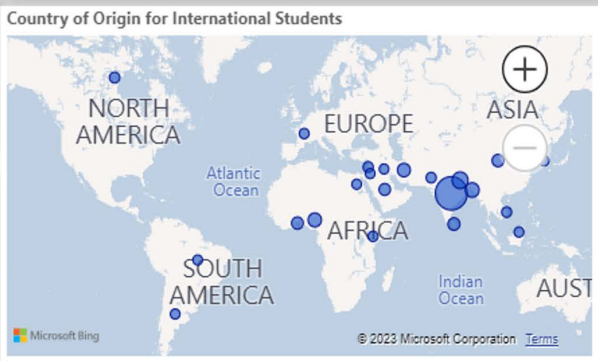 Country of Origin for International Students
NORTH
AMERICA
EUROPE
ASIA
Atlantic
Ocean
AFRICA
SOUTH
AMERICA
Indian
Ocean
AUST
Microsoft Bing
© 2023 Microsoft Corporation Terms